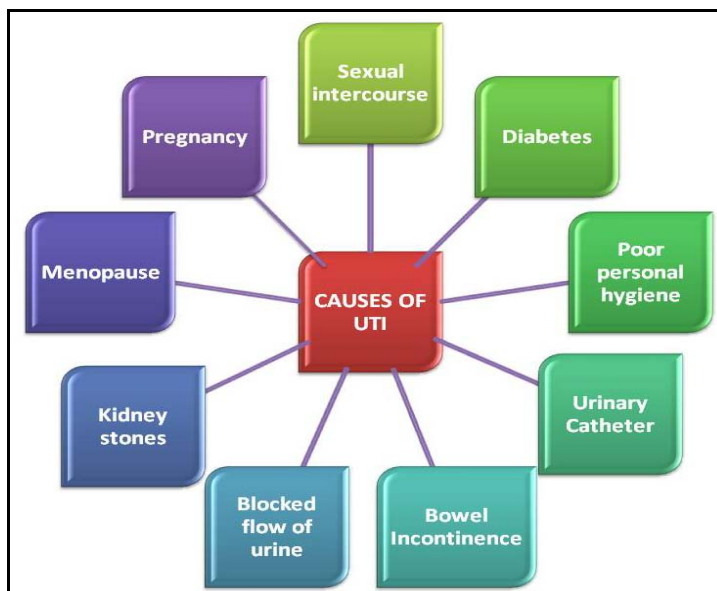 Sexual
intercourse
Diabetes
Poor
personal
hygiene
Urinary
Catheter
Bowel
Incontinence
Blocked
flow of
urine
Kidney
stones
Menopause
Pregnancy
CAUSES OF
UTI